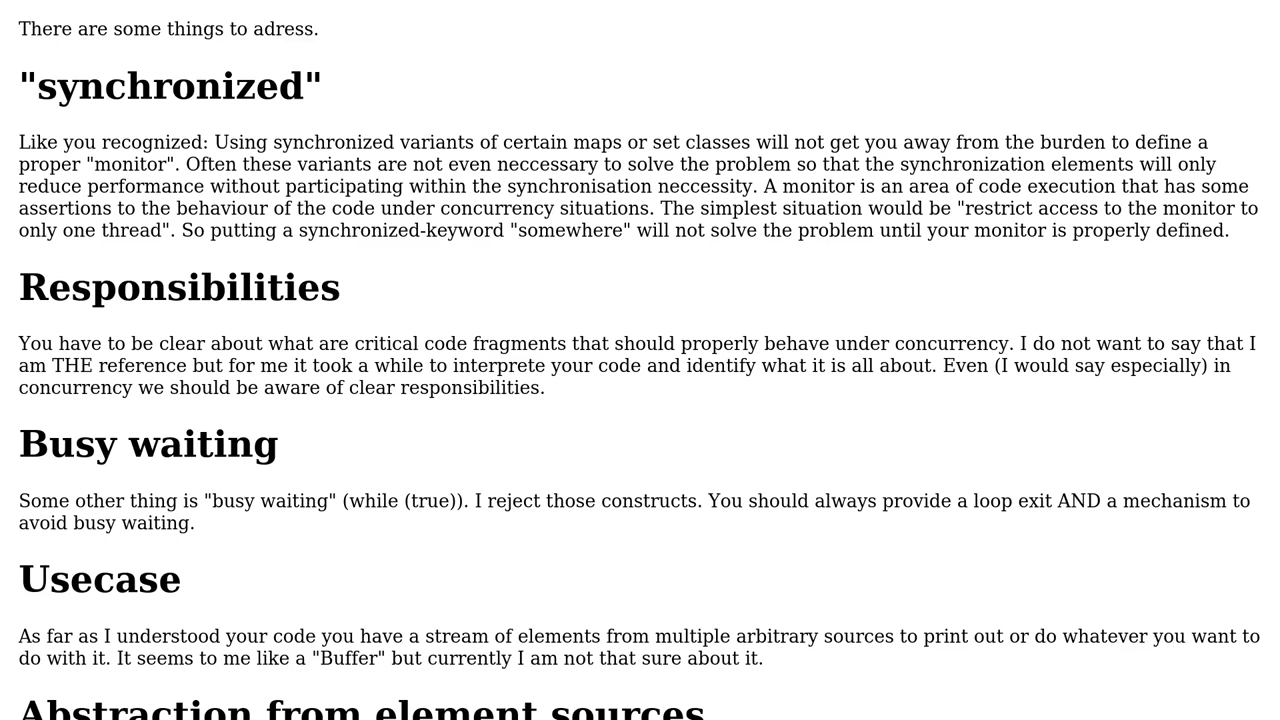 There are some things to adress.
"synchronized"
Like you recognized: Using synchronized variants of certain maps or set classes will not get you away from the burden to define a
proper "monitor". Often these variants are not even neccessary to solve the problem so that the synchronization elements will only
reduce performance without participating within the synchronisation neccessity. A monitor is an area of code execution that has some
assertions to the behaviour of the code under concurrency situations. The simplest situation would be "restrict access to the monitor to
only one thread". So putting a synchronized-keyword "somewhere" will not solve the problem until your monitor is properly defined.
Responsibilities
You have to be clear about what are critical code fragments that should properly behave under concurrency. I do not want to say that I
am THE reference but for me it took a while to interprete your code and identify what it is all about. Even (I would say especially) in
concurrency we should be aware of clear responsibilities.
Busy waiting
Some other thing is "busy waiting" (while (true)). I reject those constructs. You should always provide a loop exit AND a mechanism to
avoid busy waiting.
Usecase
As far as I understood your code you have a stream of elements from multiple arbitrary sources to print out or do whatever you want to
do with it. It seems to me like a "Buffer" but currently I am not that sure about it.
Abstraction from element sources